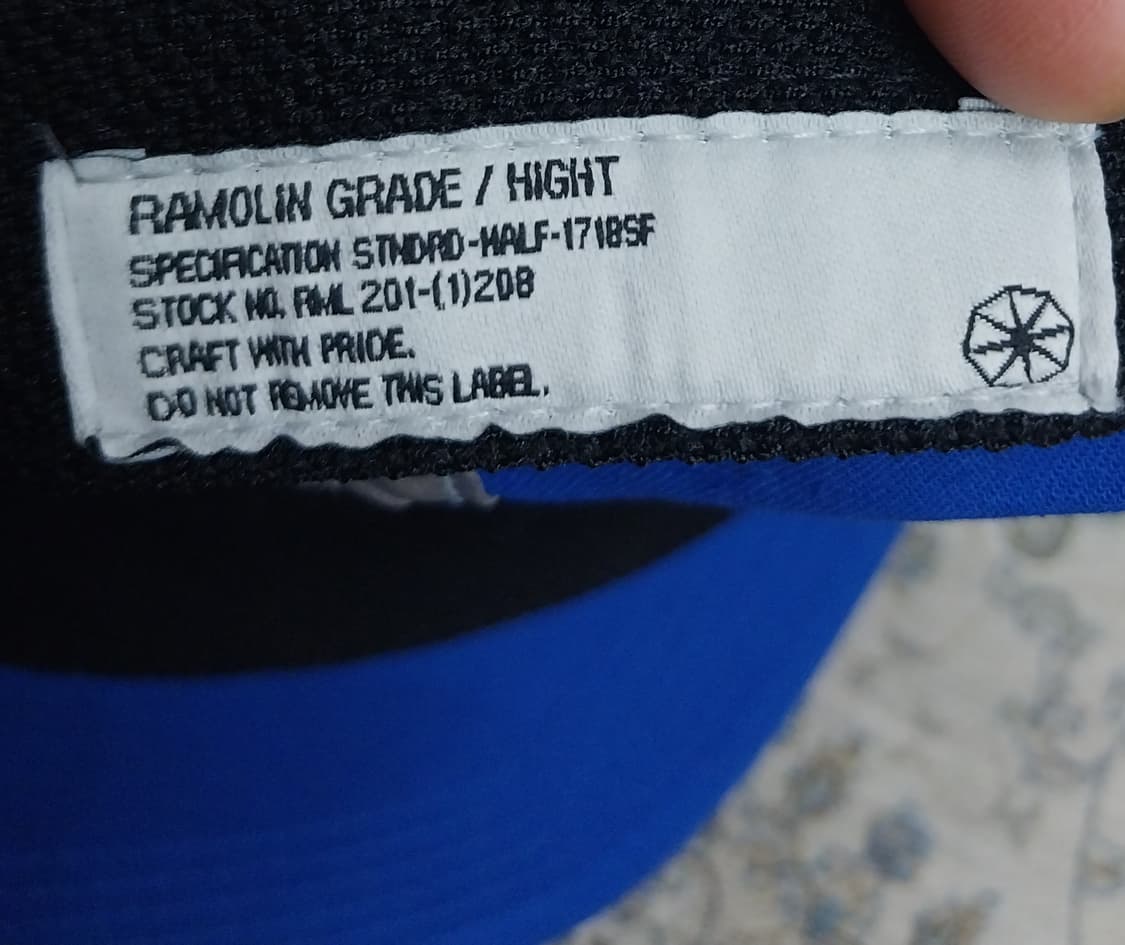 RAMOLIN GRADE / HIGHT
SPECIFICATION STNDRD-HALF-1718SF
STOCK NO. RML 201-(1)208
CRAFT WITH PRIDE.
DO NOT REMOVE THIS LABEL.